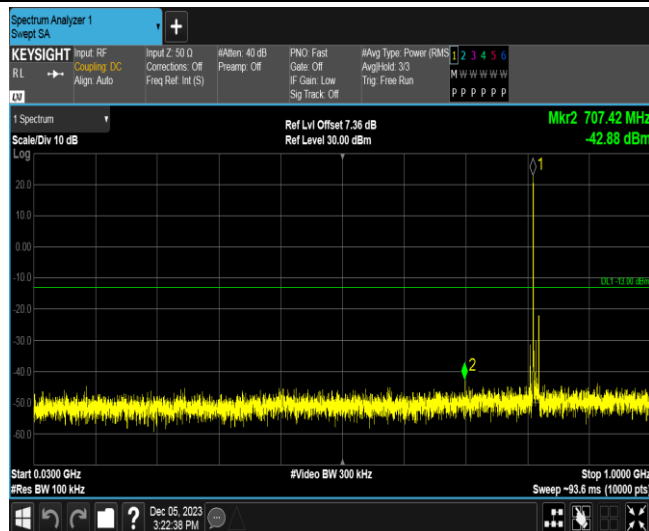 Spectrum Analyzer 1
Swept SA
+
KEYSIGHT
RL
LXI
Input: RF
Coupling: DC
Align: Auto
Input Z: 50 Ω
Corrections: Off
Freq Ref: Int (S)
#Atten: 40 dB
Preamp: Off
PNO: Fast
Gate: Off
IF Gain: Low
Sig Track: Off
#Avg Type: Power (RMS
Avg|Hold: 3/3
Trig: Free Run
1 2 3 4 5 6
M W W W W W
P P P P P P
1 Spectrum
Scale/Div 10 dB
Log
Ref Lvl Offset 7.36 dB
Ref Level 30.00 dBm
Mkr2 707.42 MHz
-42.88 dBm
1
20.0
10.0
0.00
-10.0
DL1 -13.00 dBm
-20.0
-30.0
-40.0
2
-50.0
-60.0
Start 0.0300 GHz
#Res BW 100 kHz
#Video BW 300 kHz
Stop 1.0000 GHz
Sweep ~93.6 ms (10000 pts)
?
Dec 05, 2023
3:22:38 PM